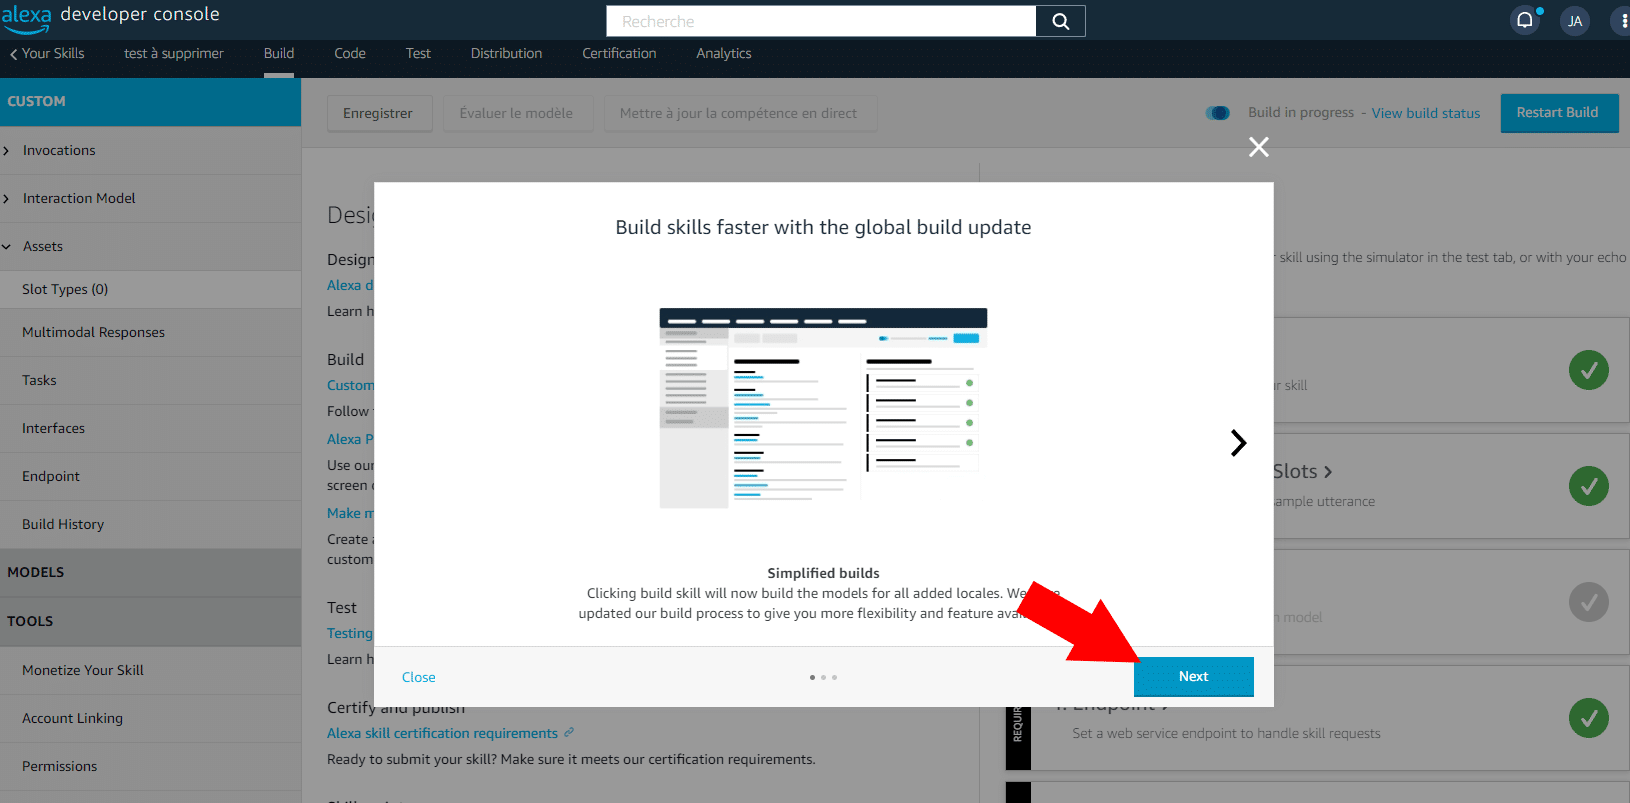 alexa developer console
Recherche
JA
Your Skills
test à supprimer
Build
Code
Test
Distribution
Certification
Analytics
CUSTOM
Invocations
Interaction Model
Assets
Slot Types (0)
Multimodal Responses
Tasks
Interfaces
Endpoint
Build History
MODELS
TOOLS
Monetize Your Skill
Account Linking
Permissions
Enregistrer
Évaluer le modèle
Mettre à jour la compétence en direct
Build in progress - View build status
Restart Build
Design
Alexa d
Learn h
Build
Custom
Follow
Alexa P
Use our
screen
Make m
Create
custom
Test
Testing
Learn h
Certify and publish
Alexa skill certification requirements
Ready to submit your skill? Make sure it meets our certification requirements.
Build skills faster with the global build update
Simplified builds
Clicking build skill will now build the models for all added locales.
updated our build process to give you more flexibility and feature
Close
Next
skill using the simulator in the test tab, or with your echo
r skill
Slots
ample utterance
n model
Endpoint
Set a web service endpoint to handle skill requests
REQUIR